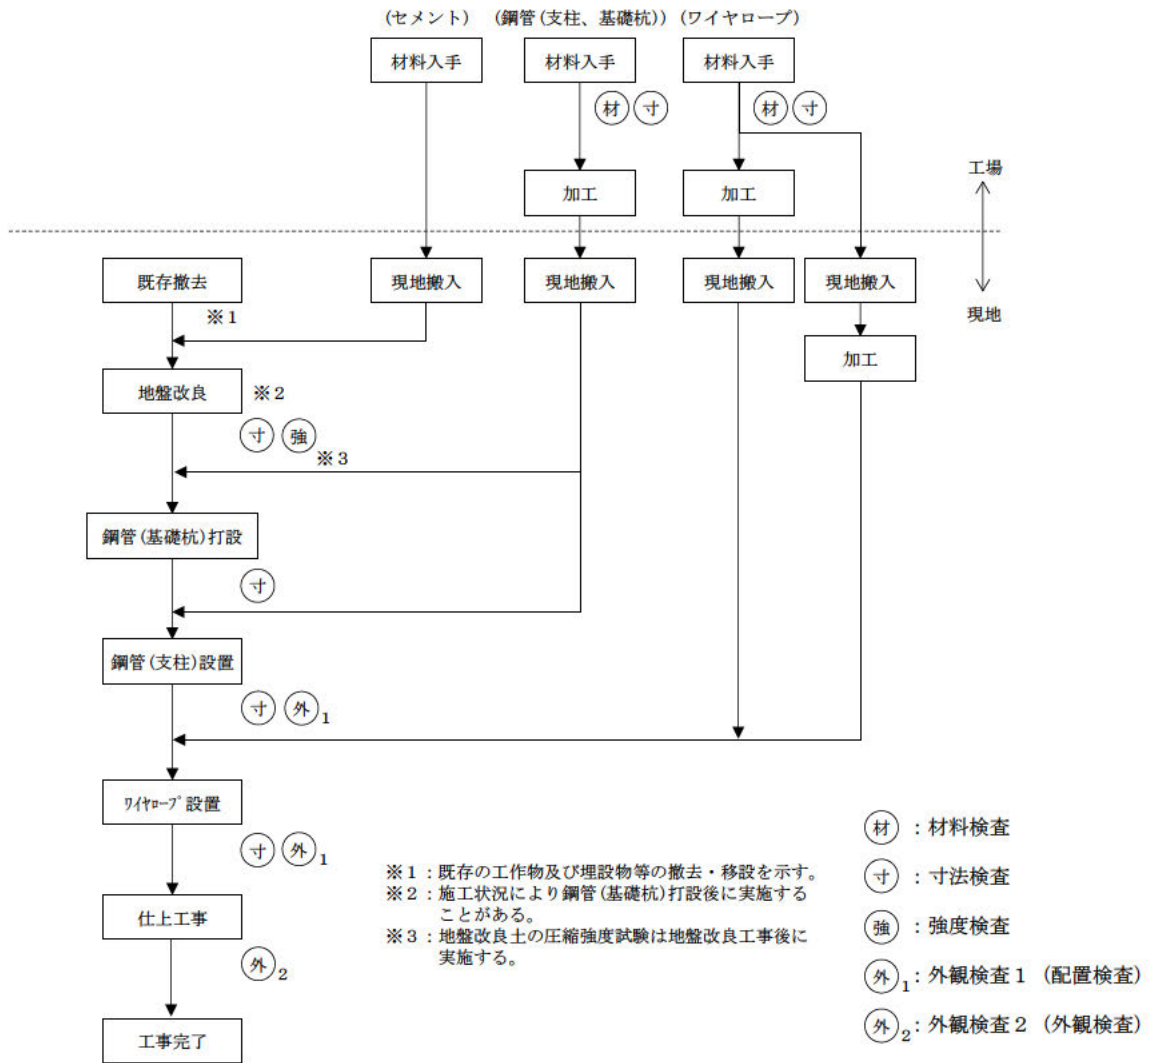 (セメント) (鋼管(支柱、基礎杭)) (ワイヤロープ)
材料入手 材料入手 材料入手
材 寸 材 寸
加工 加工
工場
既存撤去 現地搬入 現地搬入 現地搬入 現地搬入
現地
※1
加工
地盤改良 ※2
寸 強
※3
鋼管(基礎杭)打設
寸
鋼管(支柱)設置
寸 外1
ﾜｲﾔﾛｰﾌﾟ設置
寸 外1
仕上工事
外2
工事完了
※1：既存の工作物及び埋設物等の撤去・移設を示す。
※2：施工状況により鋼管(基礎杭)打設後に実施する
ことがある。
※3：地盤改良土の圧縮強度試験は地盤改良工事後に
実施する。
材：材料検査
寸：寸法検査
強：強度検査
外1：外観検査1 (配置検査)
外2：外観検査2 (外観検査)